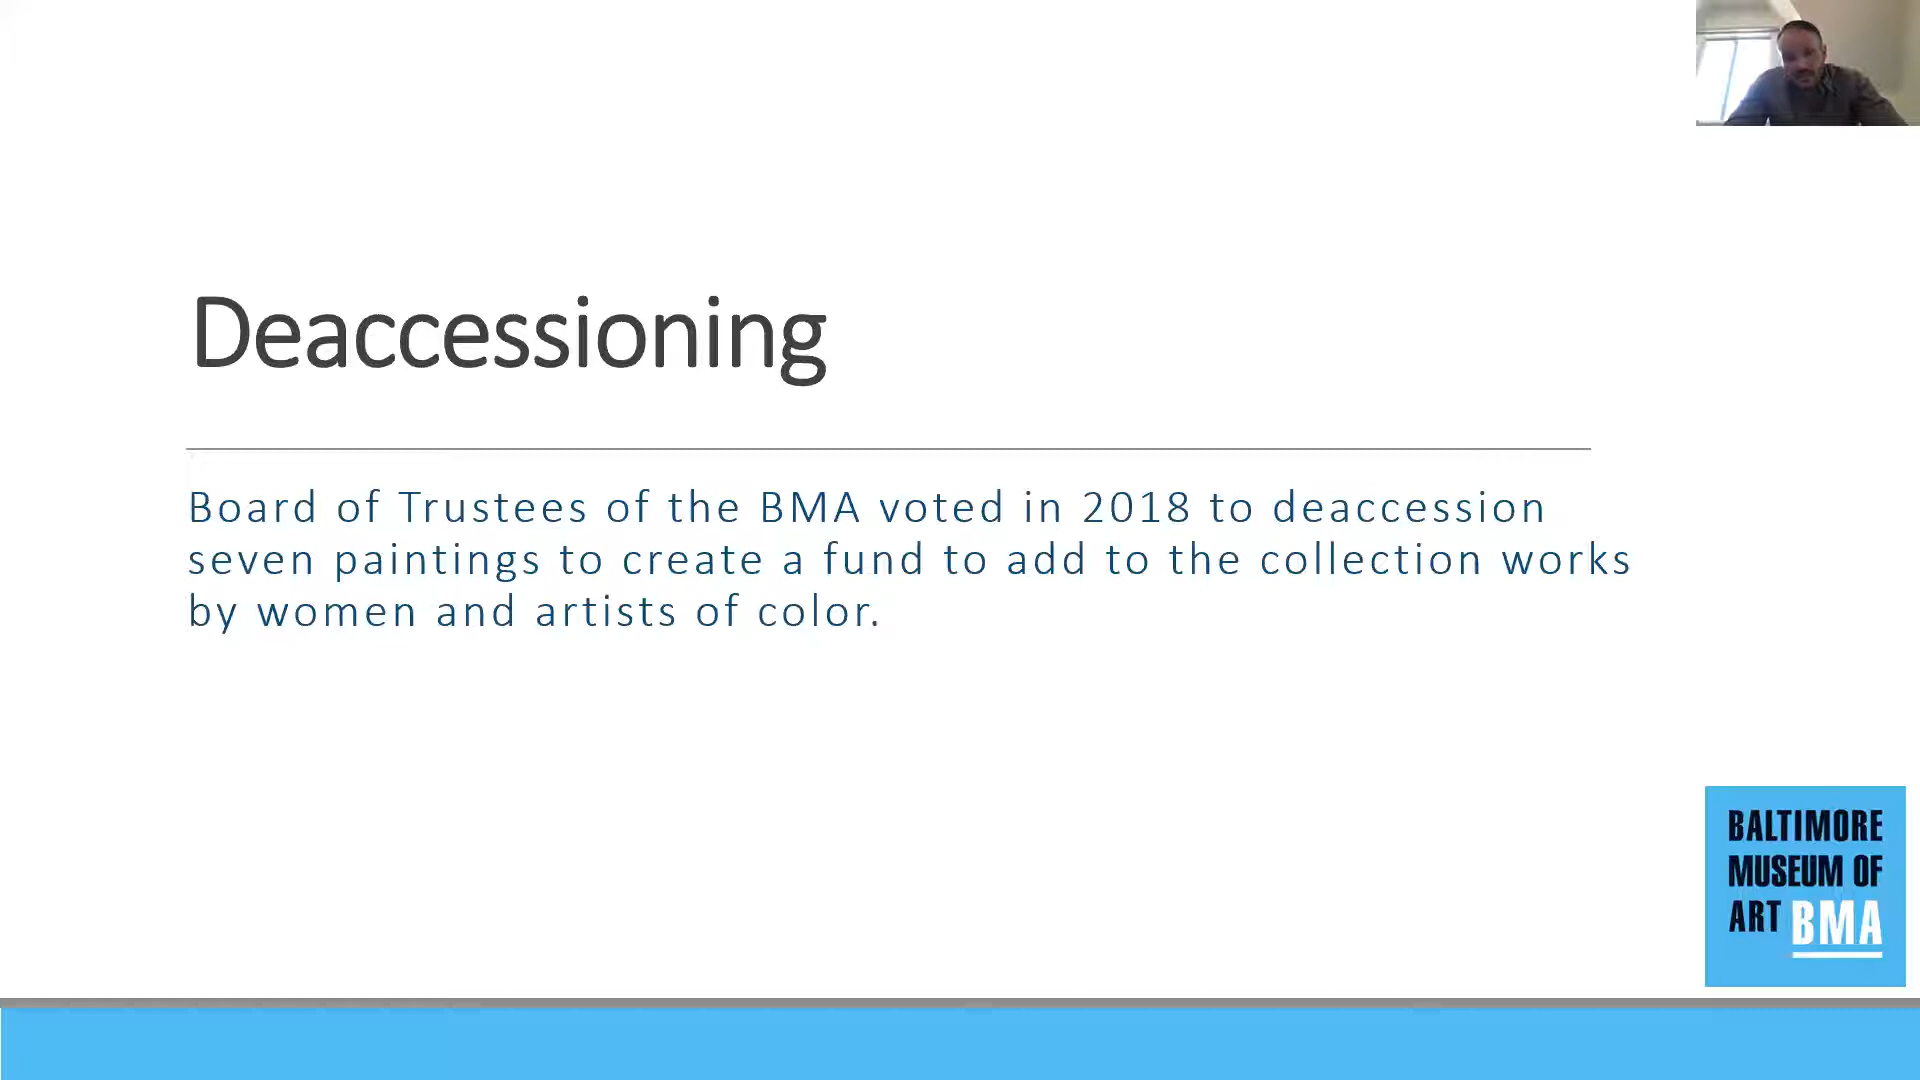 Deaccessioning
Board of Trustees of the BMA voted in 2018 to deaccession
seven paintings to create a fund to add to the collection works
by women and artists of color.
BALTIMORE
MUSEUM OF
ART BMA